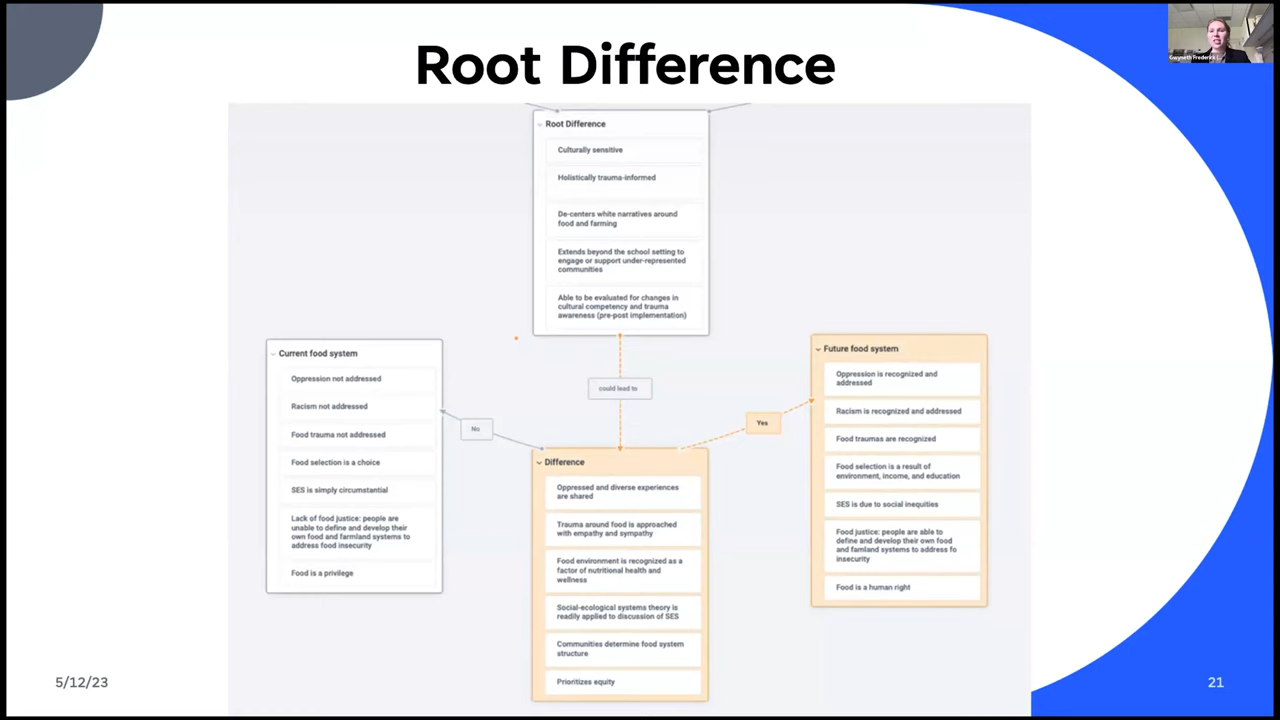 Root Difference
Gwyneth Frederick
Root Difference
Culturally sensitive
Holistically trauma-informed
De-centers white narratives around
food and farming
Extends beyond the school setting to
engage or support under-represented
communities
Able to be evaluated for changes in
cultural competency and trauma
awareness (pre-post implementation)
could lead to
Current food system
Oppression not addressed
Racism not addressed
Food trauma not addressed
Food selection is a choice
SES is simply circumstantial
Lack of food justice: people are
unable to define and develop their
own food and farmland systems to
address food insecurity
Food is a privilege
No
Yes
Difference
Oppressed and diverse experiences
are shared
Trauma around food is approached
with empathy and sympathy
Food environment is recognized as a
factor of nutritional health and
wellness
Social-ecological systems theory is
readily applied to discussion of SES
Communities determine food system
structure
Prioritizes equity
Future food system
Oppression is recognized and
addressed
Racism is recognized and addressed
Food traumas are recognized
Food selection is a result of
environment, income, and education
SES is due to social inequities
Food justice: people are able to
define and develop their own food
and famland systems to address fo
insecurity
Food is a human right
5/12/23
21